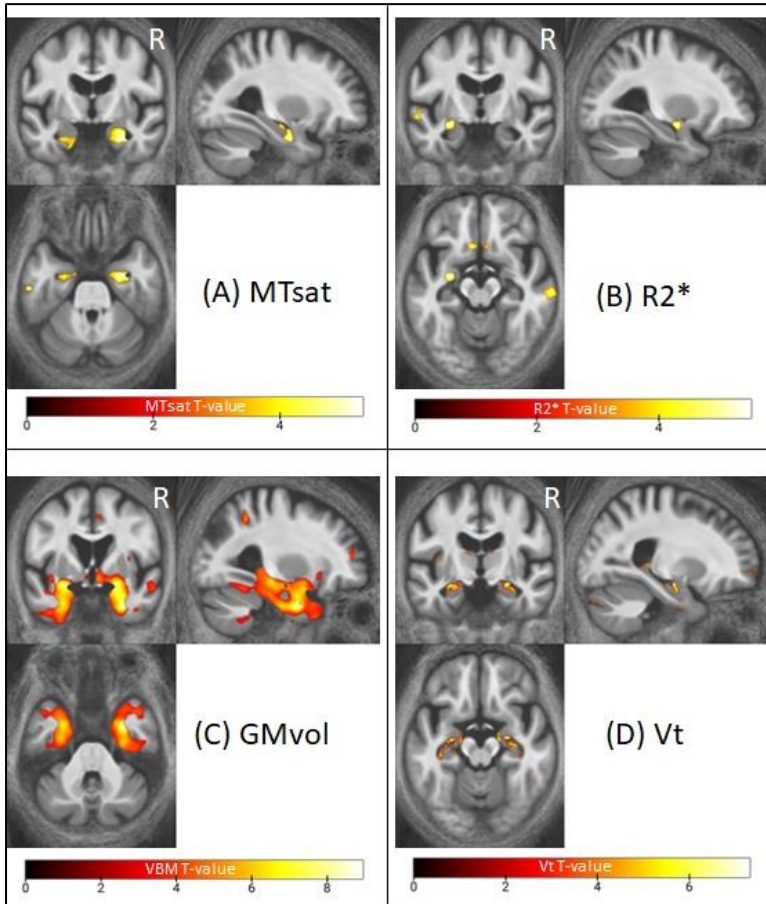 R
(A) MTsat
MTsat T-value
0 2 4
R
(B) R2*
R2* T-value
0 2 4
R
(C) GMvol
VBM T-value
0 2 4 6 8
R
(D) Vt
Vt T-value
0 2 4 6